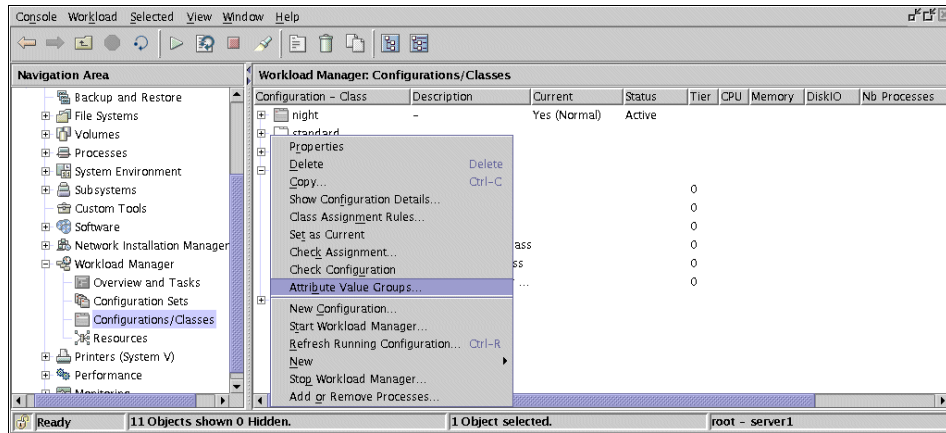 Console Workload Selected View Window Help
Navigation Area
Workload Manager: Configurations/Classes
Backup and Restore
File Systems
Volumes
Processes
System Environment
Subsystems
Custom Tools
Software
Network Installation Manager
Workload Manager
Overview and Tasks
Configuration Sets
Configurations/Classes
Resources
Printers (System V)
Performance
Monitoring
Configuration – Class Description Current Status Tier CPU Memory DiskIO Nb Processes
night – Yes (Normal) Active
standard
0
0
ass 0
ss 0
... 0
Properties
Delete Delete
Copy... Ctrl-C
Show Configuration Details...
Class Assignment Rules...
Set as Current
Check Assignment...
Check Configuration
Attribute Value Groups...
New Configuration...
Start Workload Manager...
Refresh Running Configuration... Ctrl-R
New
Stop Workload Manager...
Add or Remove Processes...
Ready 11 Objects shown 0 Hidden. 1 Object selected. root – server1